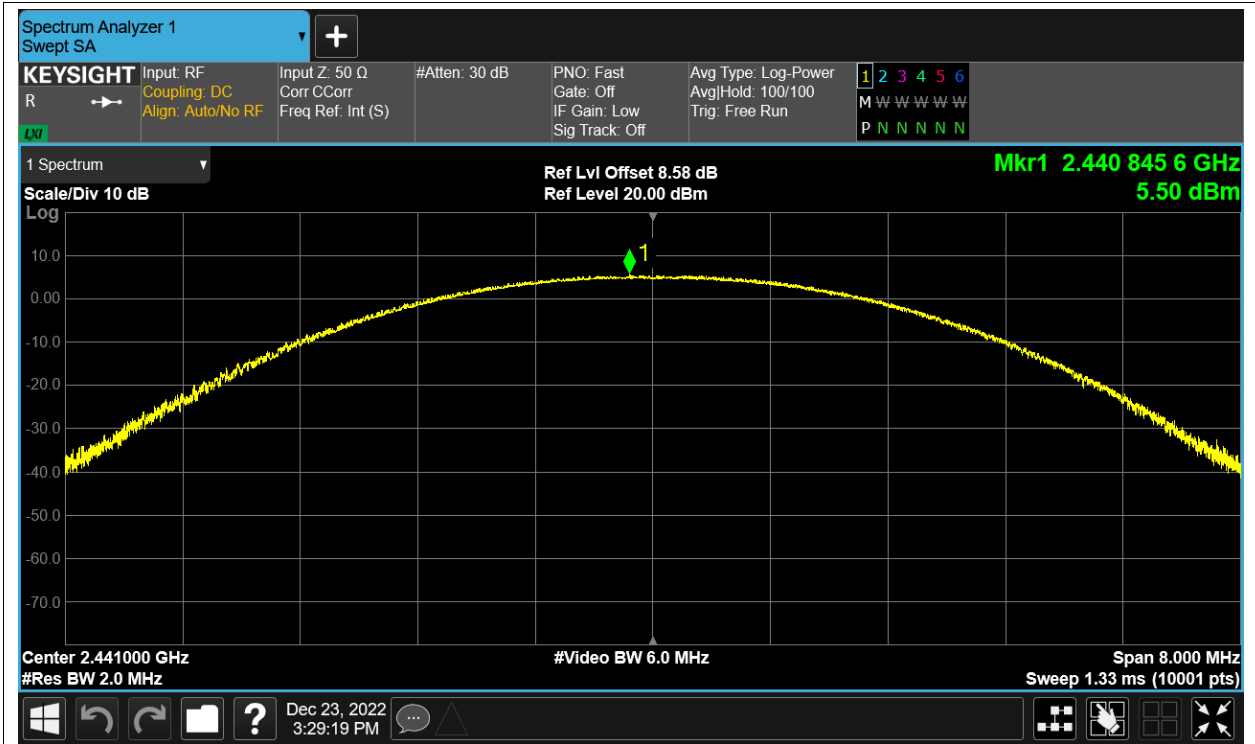 Spectrum Analyzer 1
Swept SA
KEYSIGHT
R
LXI
Input: RF
Coupling: DC
Align: Auto/No RF
Input Z: 50 Ω
Corr CCorr
Freq Ref: Int (S)
#Atten: 30 dB
PNO: Fast
Gate: Off
IF Gain: Low
Sig Track: Off
Avg Type: Log-Power
Avg|Hold: 100/100
Trig: Free Run
1 2 3 4 5 6
M W W W W W
P N N N N N
1 Spectrum
Scale/Div 10 dB
Ref Lvl Offset 8.58 dB
Ref Level 20.00 dBm
Mkr1 2.440 845 6 GHz
5.50 dBm
Log
1
10.0
0.00
-10.0
-20.0
-30.0
-40.0
-50.0
-60.0
-70.0
Center 2.441000 GHz
#Res BW 2.0 MHz
#Video BW 6.0 MHz
Span 8.000 MHz
Sweep 1.33 ms (10001 pts)
?
Dec 23, 2022
3:29:19 PM